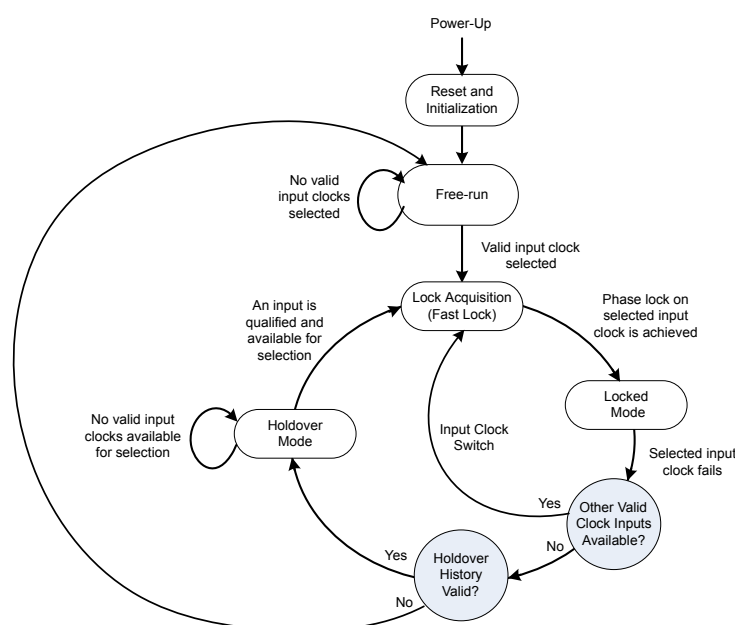 Power-Up
Reset and
Initialization
No valid
input clocks
selected
Free-run
Valid input clock
selected
An input is
qualified and
available for
selection
Lock Acquisition
(Fast Lock)
Phase lock on
selected input
clock is achieved
No valid input
clocks available
for selection
Holdover
Mode
Input Clock
Switch
Locked
Mode
Selected input
clock fails
Yes
Other Valid
Clock Inputs
Available?
No
Yes
Holdover
History
Valid?
No